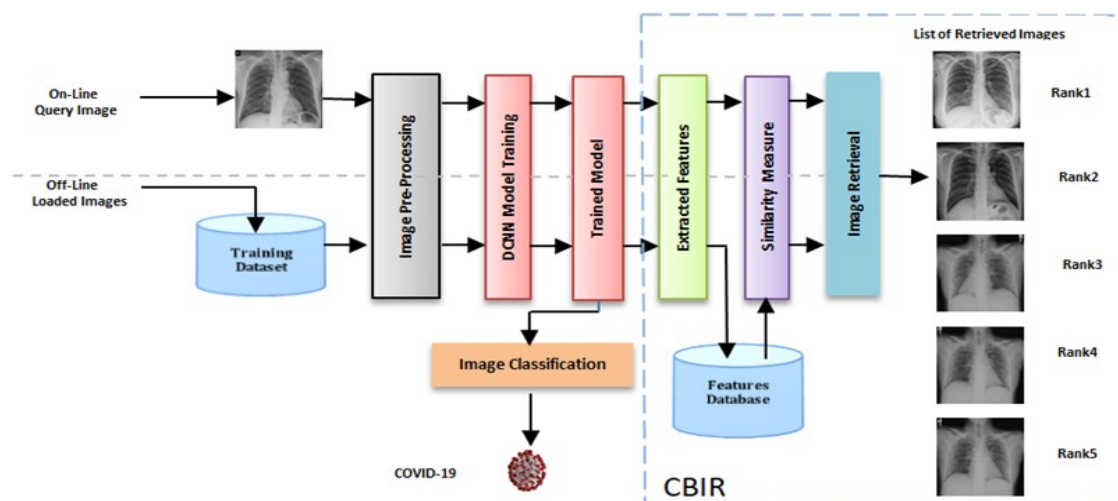 On-Line
Query Image
Off-Line
Loaded Images
Training
Dataset
Image Pre-Processing
DCNN Model Training
Trained Model
Image Classification
COVID-19
Extracted Features
Similarity Measure
Image Retrieval
Features
Database
CBIR
List of Retrieved Images
Rank1
Rank2
Rank3
Rank4
Rank5